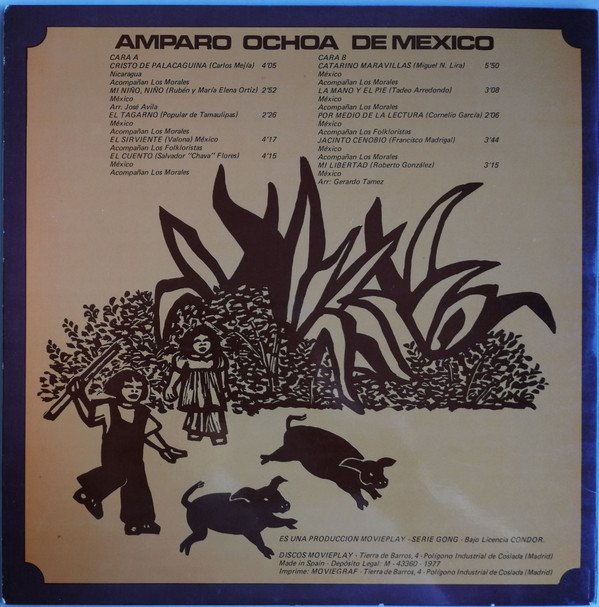 AMPARO OCHOA DE MEXICO
CARA A
CRISTO DE PALACAGUINA (Carlos Mejía) 4'05
Nicaragua
Acompañan Los Morales
MI NIÑO, NIÑO (Rubén y María Elena Ortiz) 2'52
México
Arr. José Avila
EL TAGARNO (Popular de Tamaulipas) 2'26
México
Acompañan Los Morales
EL SIRVIENTE (Valona) México 4'17
Acompañan Los Folkloristas
EL CUENTO (Salvador "Chava" Flores) 4'15
México
Acompañan Los Morales
CARA B
CATARINO MARAVILLAS (Miguel N. Lira) 5'50
México
Acompañan Los Morales
LA MANO Y EL PIE (Tadeo Arredondo) 3'08
México
Acompañan Los Morales
POR MEDIO DE LA LECTURA (Cornelio García) 2'06
México
Acompañan Los Folkloristas
JACINTO CENOBIO (Francisco Madrigal) 3'44
México
Acompañan Los Morales
MI LIBERTAD (Roberto González) 3'15
México
Arr: Gerardo Tamez
ES UNA PRODUCCION MOVIEPLAY - SERIE GONG - Bajo Licencia CONDOR.
DISCOS MOVIEPLAY - Tierra de Barros, 4 - Polígono Industrial de Coslada (Madrid)
Made in Spain - Depósito Legal: M - 43360 - 1977
Imprime: MOVIEGRAF - Tierra de Barros, 4 - Polígono Industrial de Coslada (Madrid)